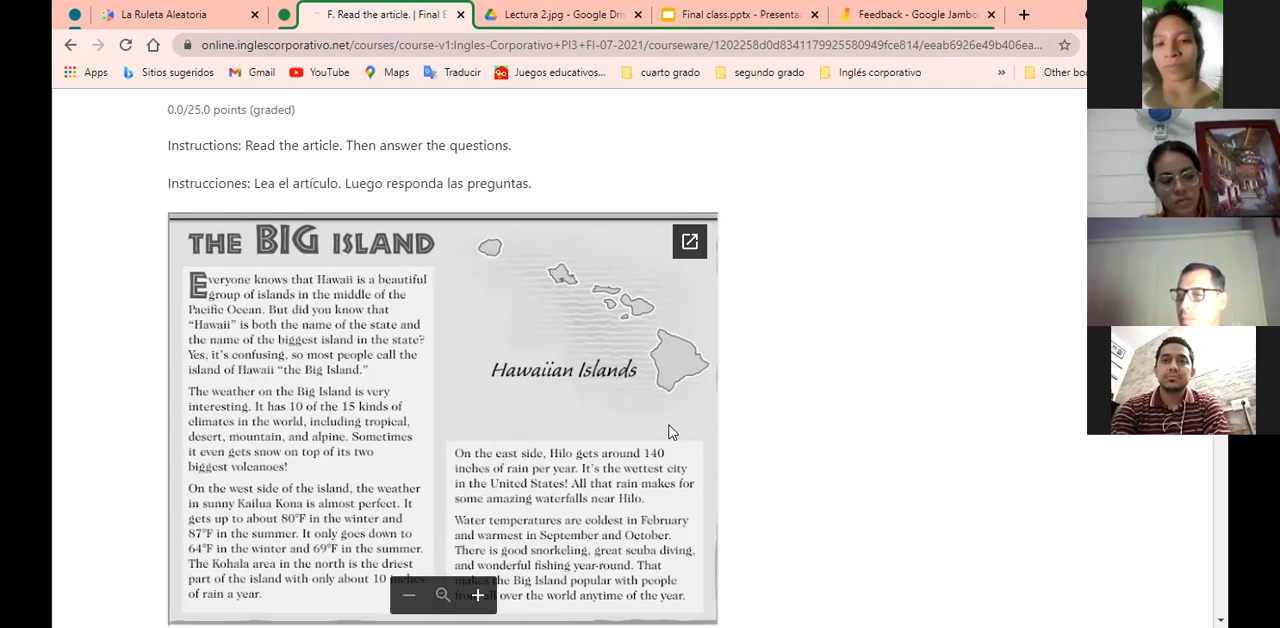 La Ruleta Aleatoria
F. Read the article. | Final E
Lectura 2.jpg - Google Dri
Final class.pptx - Presenta
Feedback - Google Jambo
online.inglescorporativo.net/courses/course-v1:Ingles-Corporativo+PI3+FI-07-2021/courseware/1202258d0d8341179925580949fce814/eeab6926e49b406ea...
Apps
Sitios sugeridos
Gmail
YouTube
Maps
Traducir
Juegos educativos...
cuarto grado
segundo grado
Inglés corporativo
»
Other boo
0.0/25.0 points (graded)
Instructions: Read the article. Then answer the questions.
Instrucciones: Lea el artículo. Luego responda las preguntas.
THE BIG ISLAND
Everyone knows that Hawaii is a beautiful
group of islands in the middle of the
Pacific Ocean. But did you know that
“Hawaii” is both the name of the state and
the name of the biggest island in the state?
Yes, it's confusing, so most people call the
island of Hawaii “the Big Island.”
The weather on the Big Island is very
interesting. It has 10 of the 15 kinds of
climates in the world, including tropical,
desert, mountain, and alpine. Sometimes
it even gets snow on top of its two
biggest volcanoes!
On the west side of the island, the weather
in sunny Kailua Kona is almost perfect. It
gets up to about 80°F in the winter and
87°F in the summer. It only goes down to
64°F in the winter and 69°F in the summer.
The Kohala area in the north is the driest
part of the island with only about 10 inches
of rain a year.
Hawaiian Islands
On the east side, Hilo gets around 140
inches of rain per year. It's the wettest city
in the United States! All that rain makes for
some amazing waterfalls near Hilo.
Water temperatures are coldest in February
and warmest in September and October.
There is good snorkeling, great scuba diving,
and wonderful fishing year-round. That
makes the Big Island popular with people
from all over the world anytime of the year.